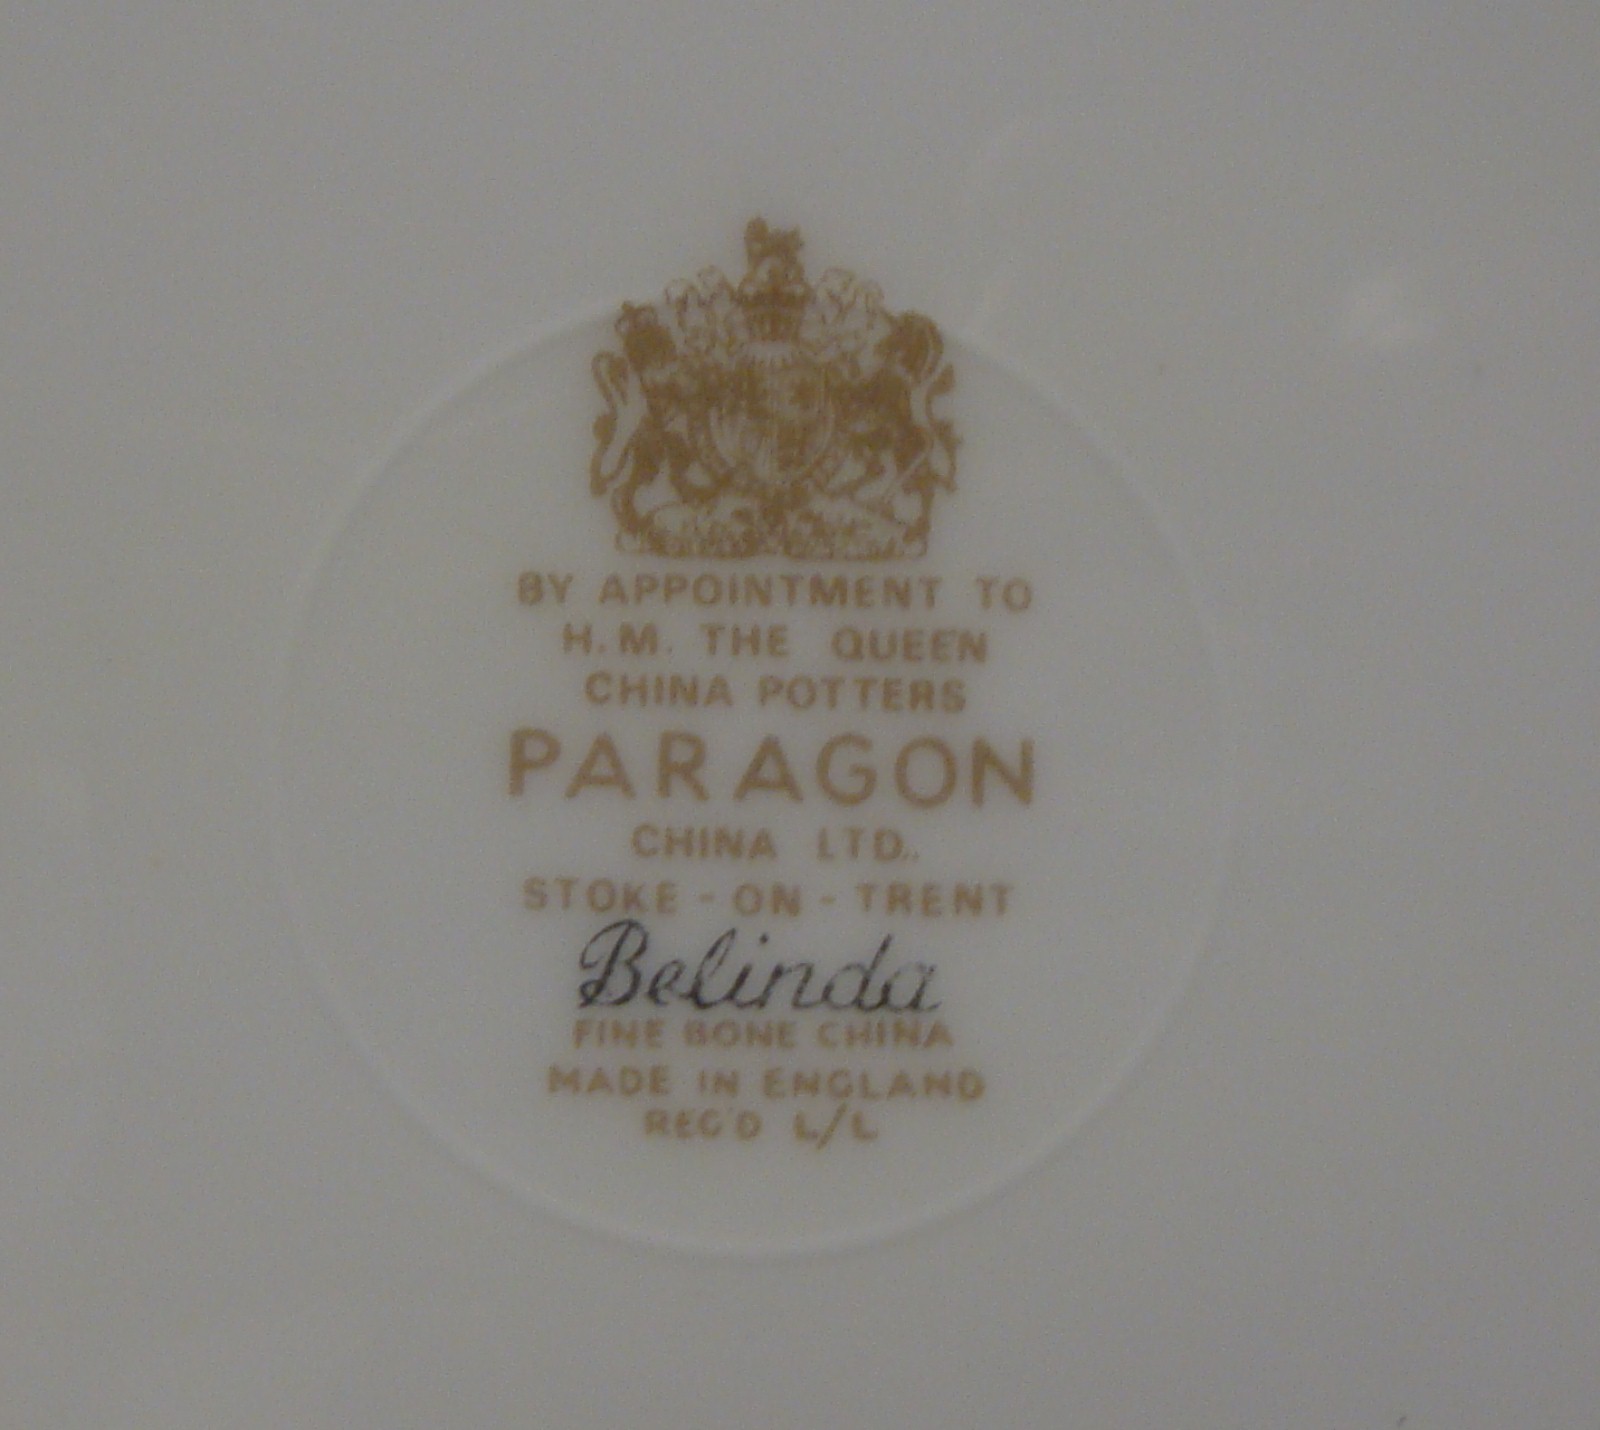 BY APPOINTMENT TO
H.M. THE QUEEN
CHINA POTTERS
PARAGON
CHINA LTD.
STOKE - ON - TRENT
Belinda
FINE BONE CHINA
MADE IN ENGLAND
REG'D L/L